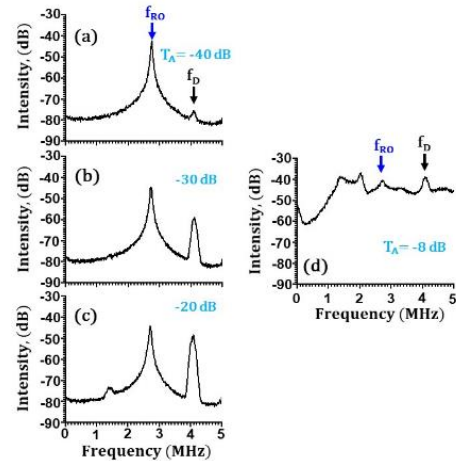 f_RO
(a)
T_A = -40 dB
f_D
Intensity, (dB)
-40
-50
-60
-70
-80
-90
(b)
-30 dB
Intensity, (dB)
-30
-40
-50
-60
-70
-80
-90
(c)
-20 dB
Intensity, (dB)
-30
-40
-50
-60
-70
-80
-90
0 1 2 3 4 5
Frequency (MHz)
f_RO
f_D
Intensity, (dB)
-30
-40
-50
-60
-70
-80
-90
T_A = -8 dB
(d)
0 1 2 3 4 5
Frequency (MHz)